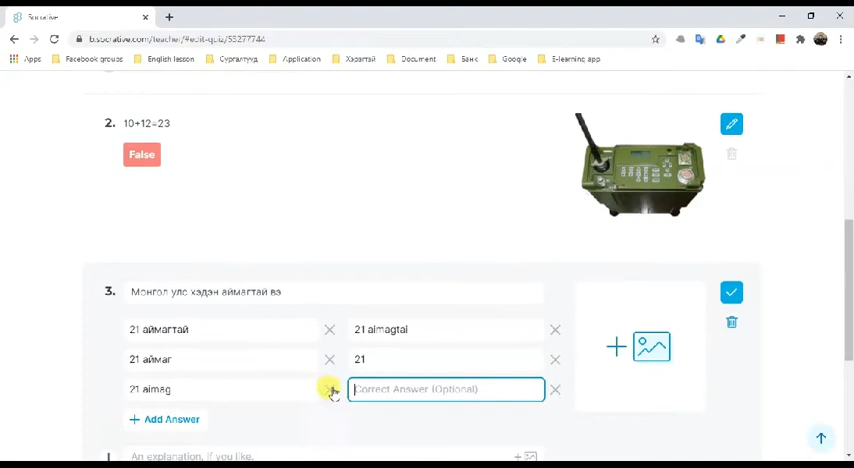 Socrative
b.socrative.com/teacher/#edit-quiz/53277744
Apps Facebook groups English lesson Сургалтууд Application Хэрэгтэй Document Банк Google E-learning app
2. 10+12=23
False
3. Монгол улс хэдэн аймагтай вэ
21 аймагтай 21 aimagtai
21 аймаг 21
21 aimag Correct Answer (Optional)
+ Add Answer
An explanation, if you like.